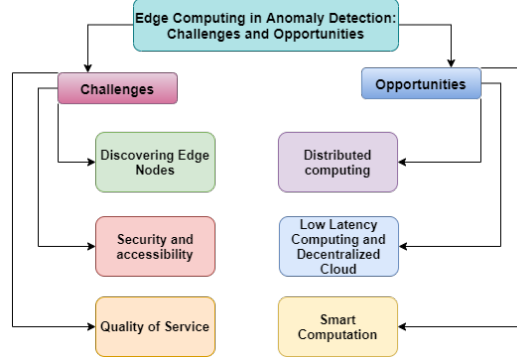 Edge Computing in Anomaly Detection:
Challenges and Opportunities
Challenges
Opportunities
Discovering Edge
Nodes
Distributed
computing
Security and
accessibility
Low Latency
Computing and
Decentralized
Cloud
Quality of Service
Smart
Computation